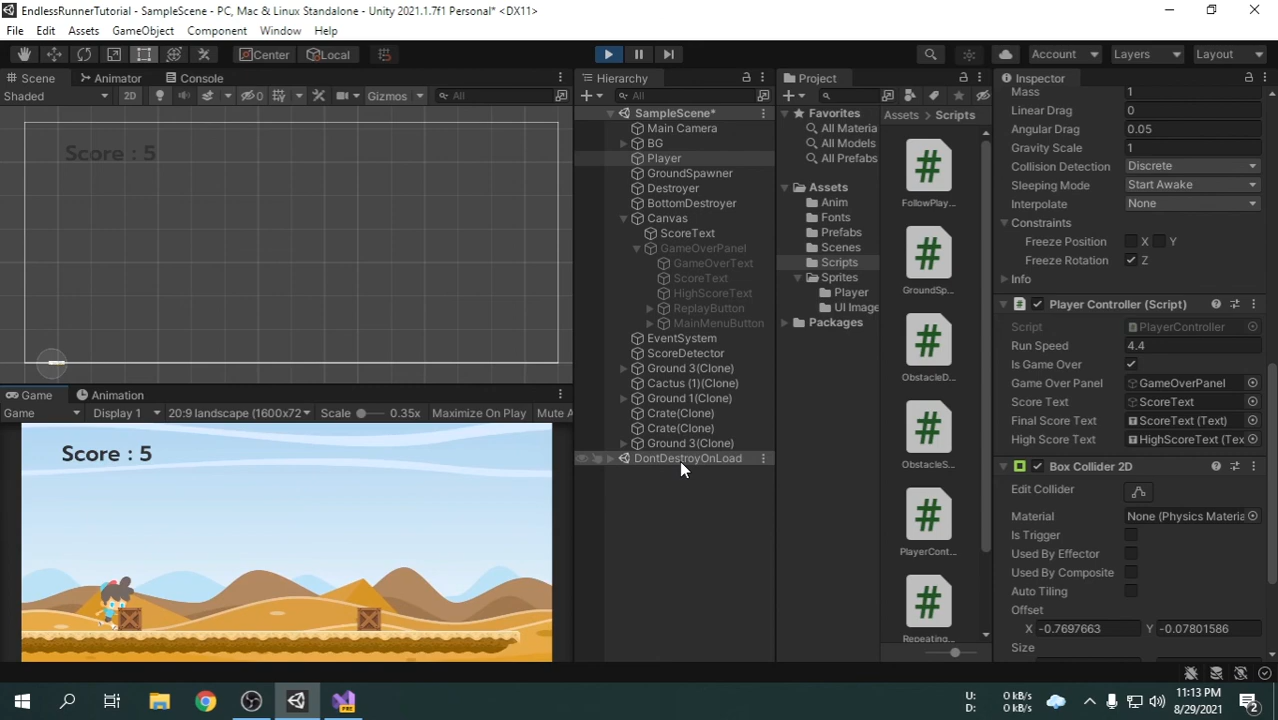 EndlessRunnerTutorial - SampleScene - PC, Mac & Linux Standalone - Unity 2021.1.7f1 Personal* <DX11>
File Edit Assets GameObject Component Window Help
Center Local Account Layers Layout
Scene Animator Console
Shaded 2D 0 Gizmos All
Score : 5
Game Animation
Game Display 1 20:9 landscape (1600x72 Scale 0.35x Maximize On Play Mute A
Score : 5
Hierarchy
All
SampleScene*
Main Camera
BG
Player
GroundSpawner
Destroyer
BottomDestroyer
Canvas
ScoreText
GameOverPanel
GameOverText
ScoreText
HighScoreText
ReplayButton
MainMenuButton
EventSystem
ScoreDetector
Ground 3(Clone)
Cactus (1)(Clone)
Ground 1(Clone)
Crate(Clone)
Crate(Clone)
Ground 3(Clone)
DontDestroyOnLoad
Project
Favorites
All Materia
All Models
All Prefabs
Assets
Anim
Fonts
Prefabs
Scenes
Scripts
Sprites
Player
UI Image
Packages
Assets Scripts
FollowPlay...
GroundSp...
ObstacleD...
ObstacleS...
PlayerCont...
Repeating...
Inspector
Mass 1
Linear Drag 0
Angular Drag 0.05
Gravity Scale 1
Collision Detection Discrete
Sleeping Mode Start Awake
Interpolate None
Constraints
Freeze Position X Y
Freeze Rotation Z
Info
Player Controller (Script)
Script PlayerController
Run Speed 4.4
Is Game Over
Game Over Panel GameOverPanel
Score Text ScoreText
Final Score Text ScoreText (Text)
High Score Text HighScoreText (Tex
Box Collider 2D
Edit Collider
Material None (Physics Materia
Is Trigger
Used By Effector
Used By Composite
Auto Tiling
Offset
X -0.7697663 Y -0.07801586
Size
U: 0 kB/s
D: 0 kB/s
11:13 PM
8/29/2021
2